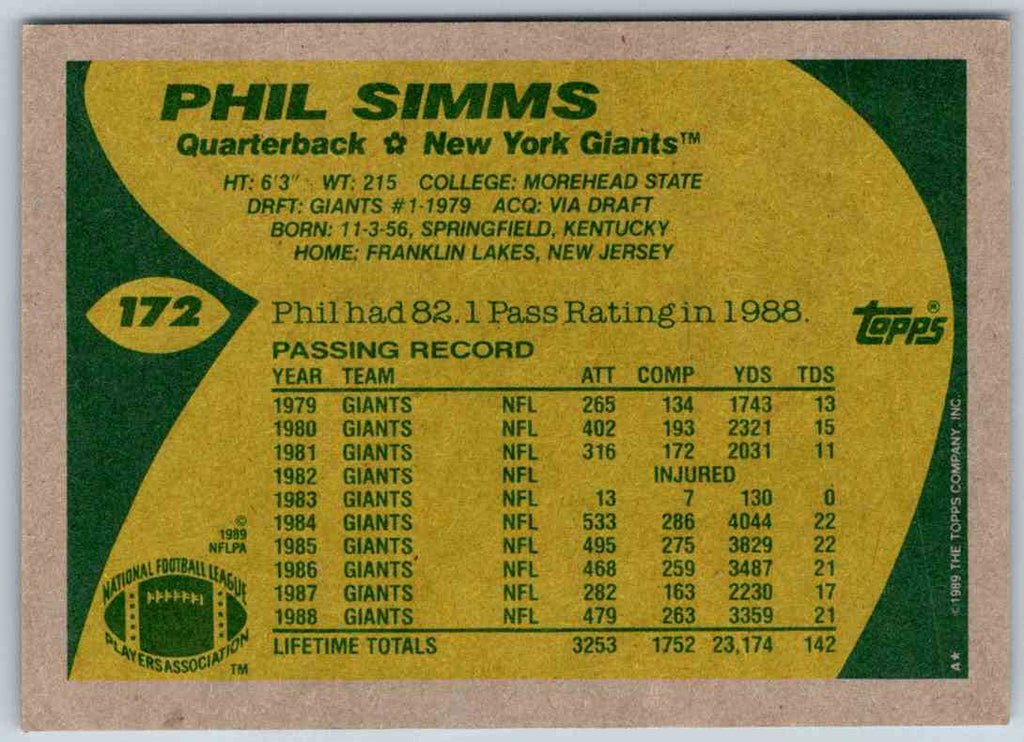 PHIL SIMMS
Quarterback ✿ New York Giants™
HT: 6'3" WT: 215 COLLEGE: MOREHEAD STATE
DRFT: GIANTS #1-1979 ACQ: VIA DRAFT
BORN: 11-3-56, SPRINGFIELD, KENTUCKY
HOME: FRANKLIN LAKES, NEW JERSEY
172
Phil had 82.1 Pass Rating in 1988.
topps®
PASSING RECORD
YEAR TEAM ATT COMP YDS TDS
1979 GIANTS NFL 265 134 1743 13
1980 GIANTS NFL 402 193 2321 15
1981 GIANTS NFL 316 172 2031 11
1982 GIANTS NFL INJURED
1983 GIANTS NFL 13 7 130 0
1984 GIANTS NFL 533 286 4044 22
1985 GIANTS NFL 495 275 3829 22
1986 GIANTS NFL 468 259 3487 21
1987 GIANTS NFL 282 163 2230 17
1988 GIANTS NFL 479 263 3359 21
LIFETIME TOTALS 3253 1752 23,174 142
©
1989
NFLPA
NATIONAL FOOTBALL LEAGUE
PLAYERS ASSOCIATION
TM
© 1989 THE TOPPS COMPANY, INC.
A★